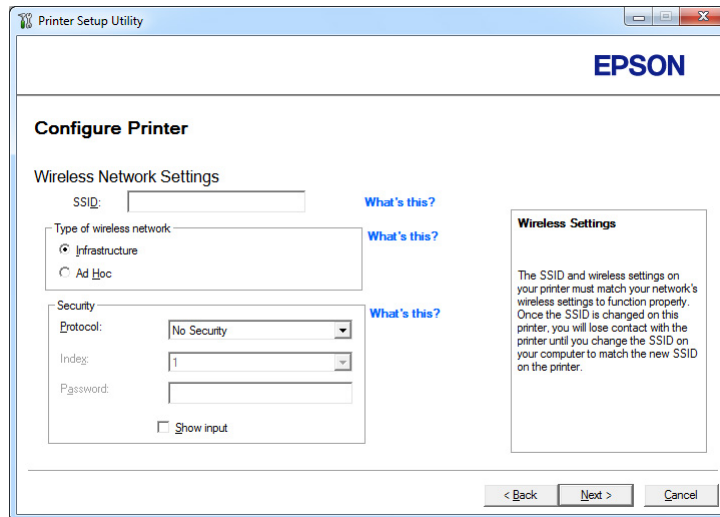 Printer Setup Utility
EPSON
Configure Printer
Wireless Network Settings
SSID:
What's this?
Type of wireless network
What's this?
Infrastructure
Ad Hoc
Security
What's this?
Protocol:
No Security
Index:
1
Password:
Show input
Wireless Settings
The SSID and wireless settings on
your printer must match your network's
wireless settings to function properly.
Once the SSID is changed on this
printer, you will lose contact with the
printer until you change the SSID on
your computer to match the new SSID
on the printer.
< Back
Next >
Cancel